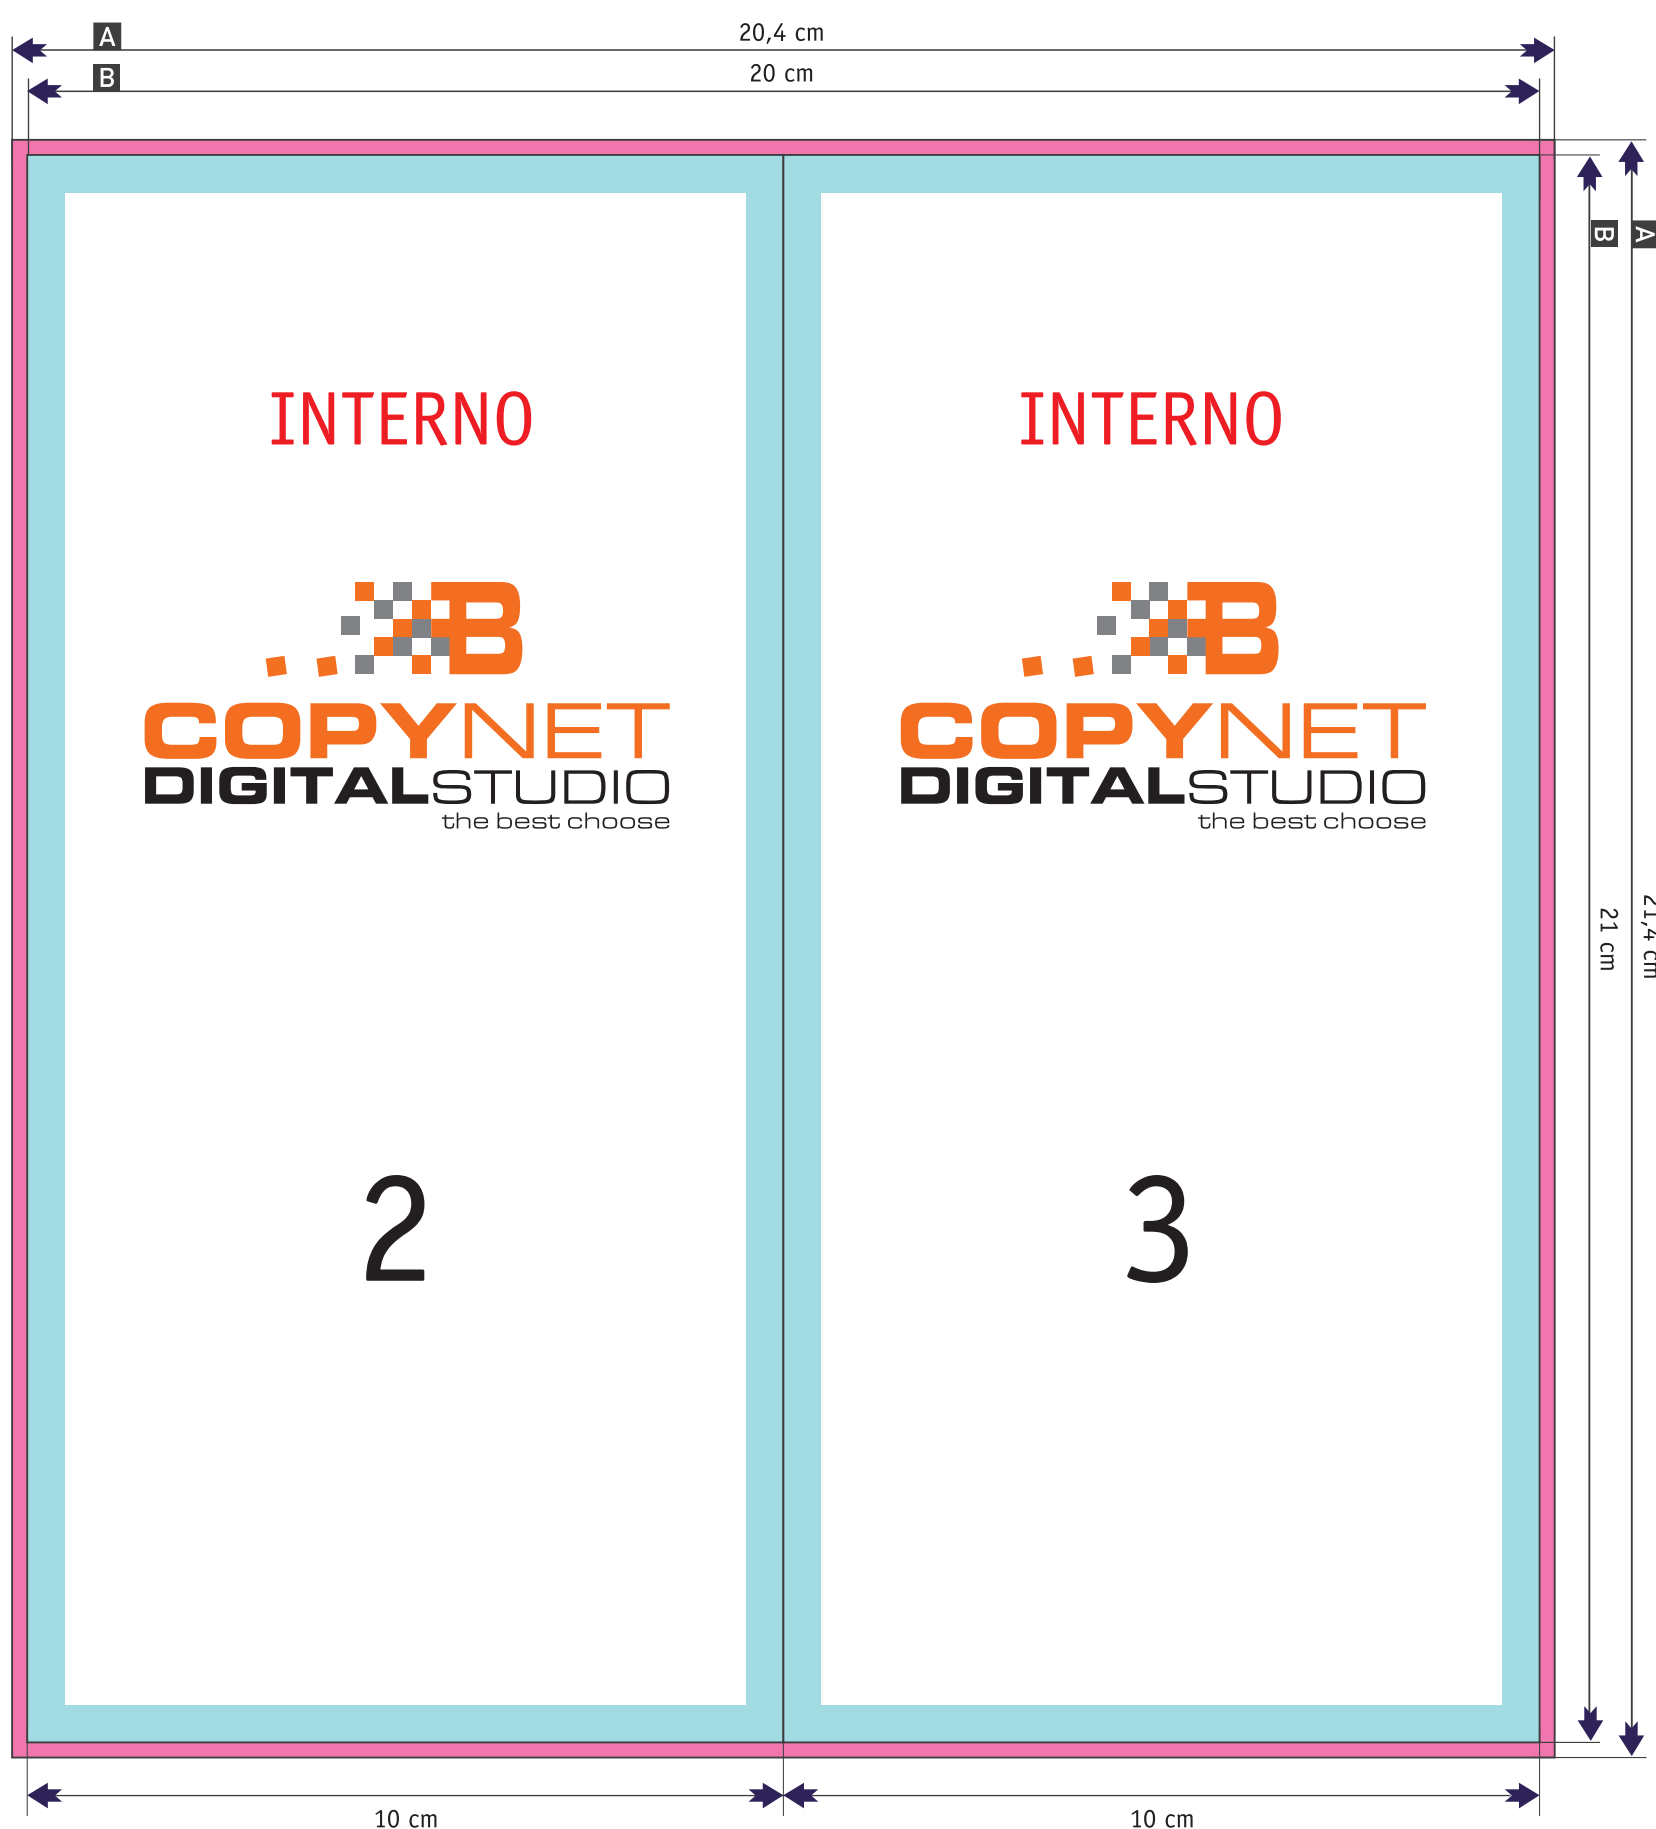 A
20,4 cm
B
20 cm
B
A
INTERNO
INTERNO
B
B
COPYNET
DIGITALSTUDIO
the best choose
COPYNET
DIGITALSTUDIO
the best choose
21 cm
21,4 cm
2
3
10 cm
10 cm